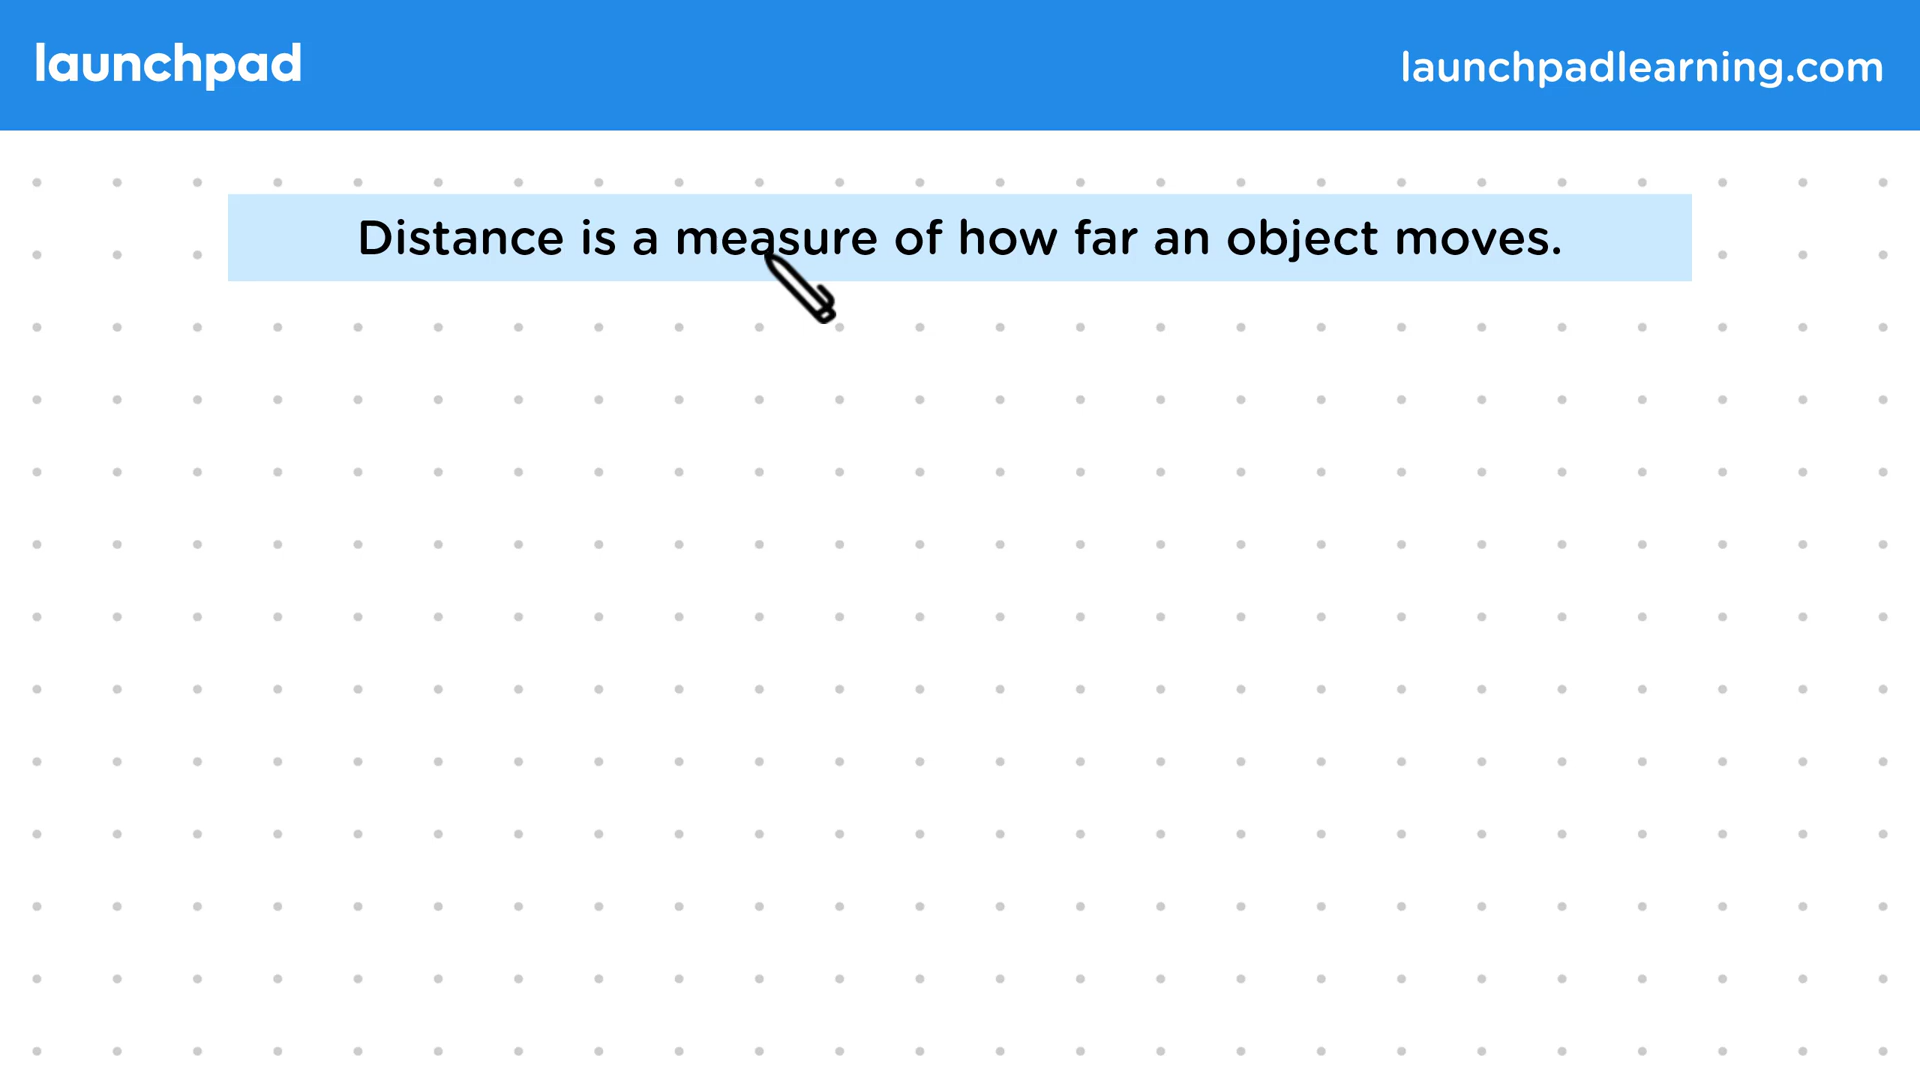 launchpad
launchpadlearning.com
Distance is a measure of how far an object moves.